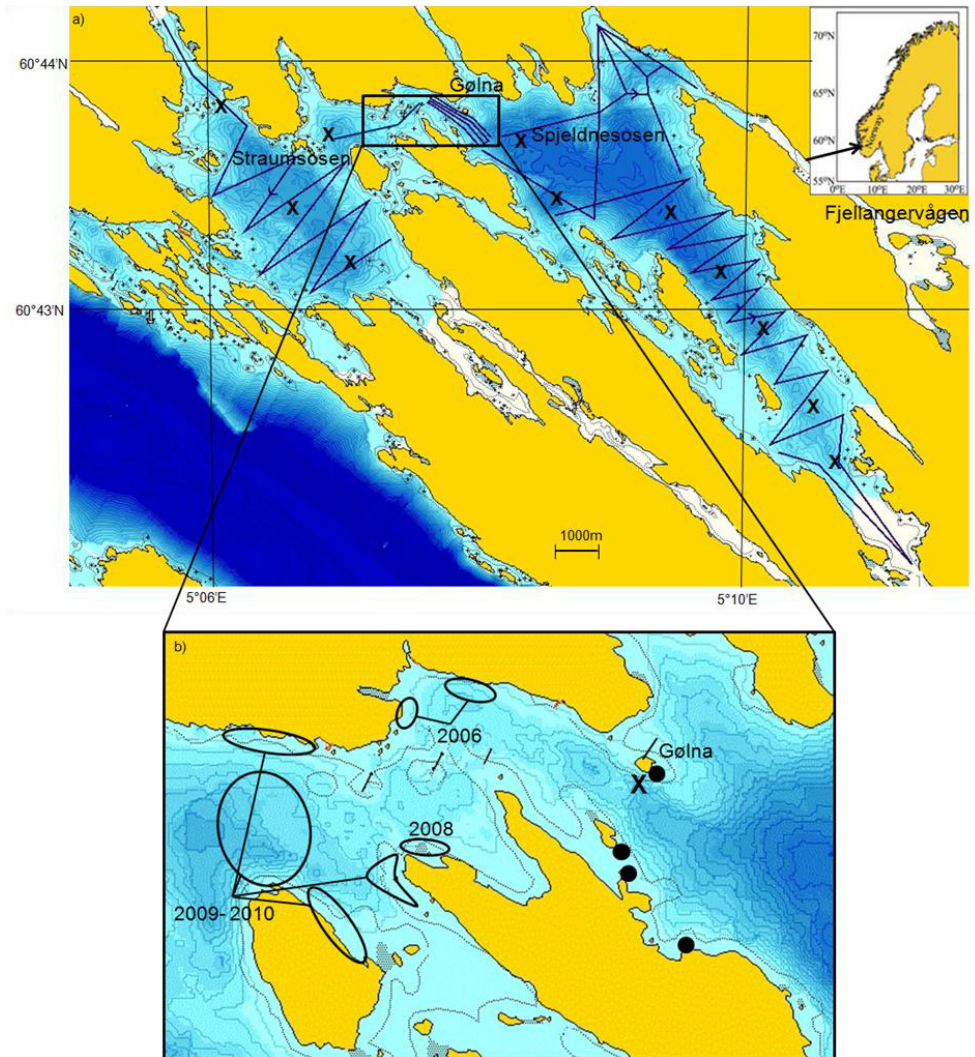 a)
60°44'N
Gølna
Spjeldnesosen
Straumsosen
60°43'N
1000m
5°06'E
5°10'E
70°N
65°N
60°N
55°N
0°E
10°E
20°E
30°E
Norway
Fjellangervågen
X
X
X
X
X
X
X
X
X
X
X
X
b)
2006
Gølna
X
2008
2009-2010